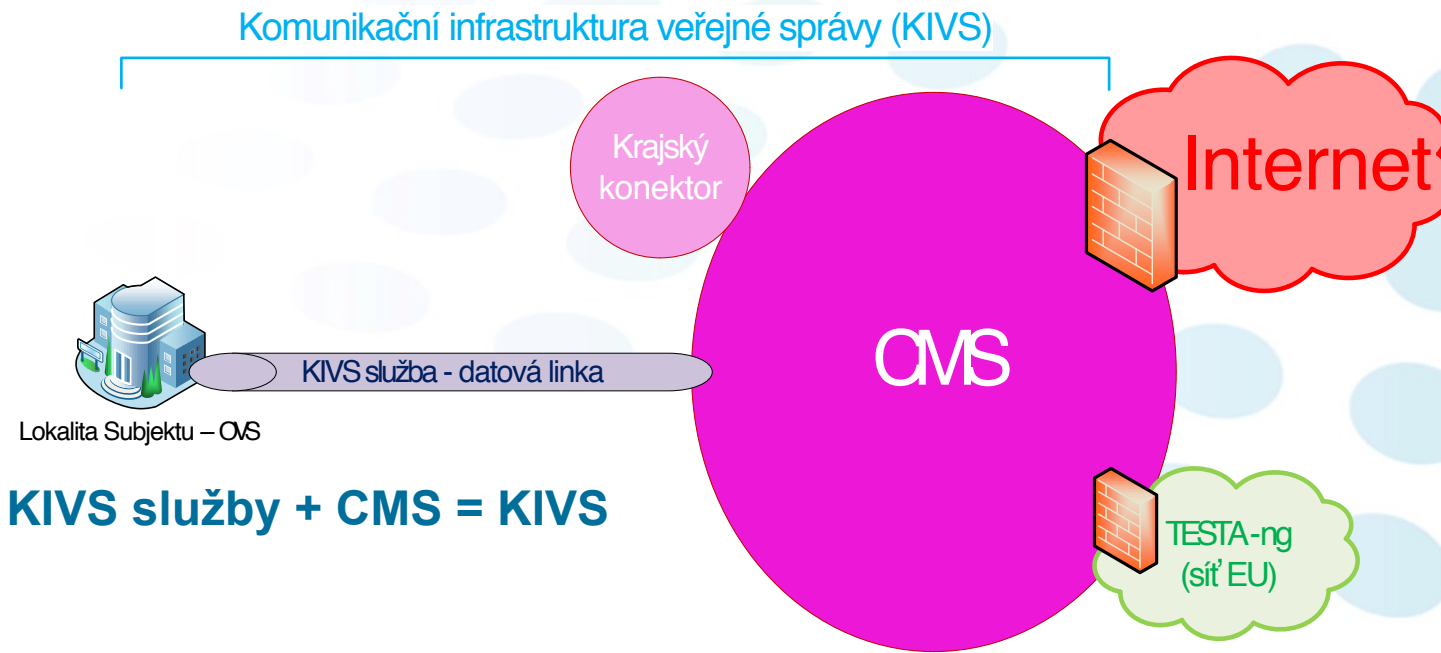 Komunikační infrastruktura veřejné správy (KIVS)
Krajský
konektor
Internet
CMS
KIVS služba - datová linka
Lokalita Subjektu – OVS
KIVS služby + CMS = KIVS
TESTA-ng
(síť EU)